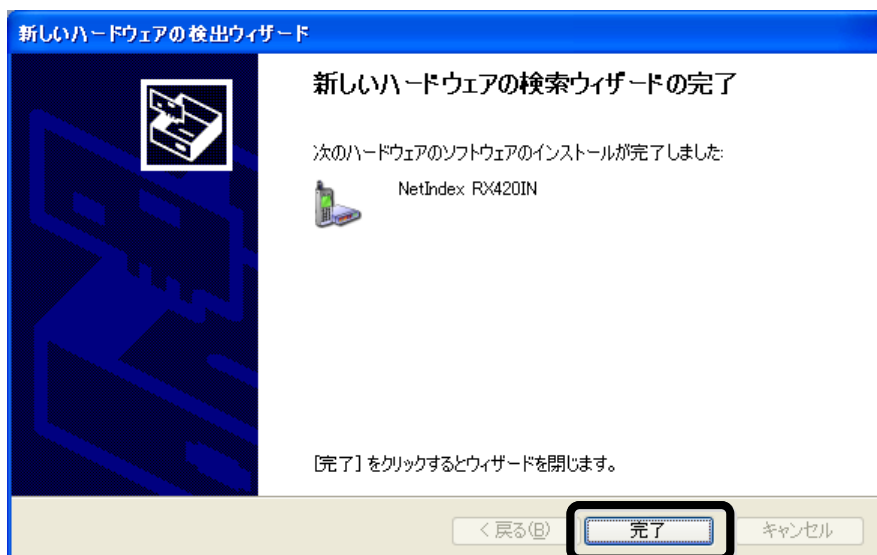 新しいハードウェアの検出ウィザード
新しいハードウェアの検索ウィザードの完了
次のハードウェアのソフトウェアのインストールが完了しました:
NetIndex RX420IN
[完了] をクリックするとウィザードを閉じます。
< 戻る(B)
完了
キャンセル